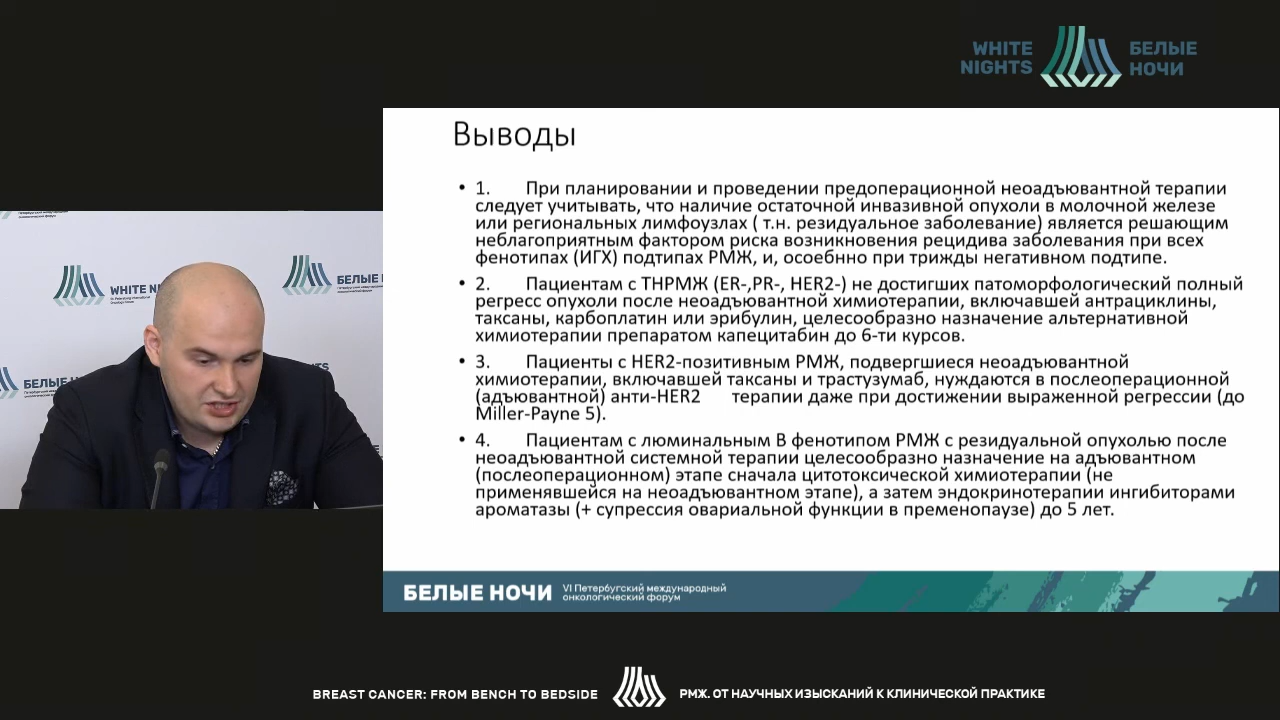 WHITE
NIGHTS
БЕЛЫЕ
НОЧИ
Выводы
• 1. При планировании и проведении предоперационной неоадъювантной терапии
следует учитывать, что наличие остаточной инвазивной опухоли в молочной железе
или региональных лимфоузлах ( т.н. резидуальное заболевание) является решающим
неблагоприятным фактором риска возникновения рецидива заболевания при всех
фенотипах (ИГХ) подтипах РМЖ, и, осоебнно при трижды негативном подтипе.
• 2. Пациентам с ТНРМЖ (ER-,PR-, HER2-) не достигших патоморфологический полный
регресс опухоли после неоадъювантной химиотерапии, включавшей антрациклины,
таксаны, карбоплатин или эрибулин, целесообразно назначение альтернативной
химиотерапии препаратом капецитабин до 6-ти курсов.
• 3. Пациенты с HER2-позитивным РМЖ, подвергшиеся неоадъювантной
химиотерапии, включавшей таксаны и трастузумаб, нуждаются в послеоперационной
(адъювантной) анти-HER2 терапии даже при достижении выраженной регрессии (до
Miller-Payne 5).
• 4. Пациентам с люминальным В фенотипом РМЖ с резидуальной опухолью после
неоадъювантной системной терапии целесообразно назначение на адъювантном
(послеоперационном) этапе сначала цитотоксической химиотерапии (не
применявшейся на неоадъювантном этапе), а затем эндокринотерапии ингибиторами
ароматазы (+ супрессия овариальной функции в пременопаузе) до 5 лет.
WHITE NI
БЕЛЫЕ
БЕЛЫЕ НОЧИ
VI Петербургский международный
онкологический форум
BREAST CANCER: FROM BENCH TO BEDSIDE
РМЖ. ОТ НАУЧНЫХ ИЗЫСКАНИЙ К КЛИНИЧЕСКОЙ ПРАКТИКЕ